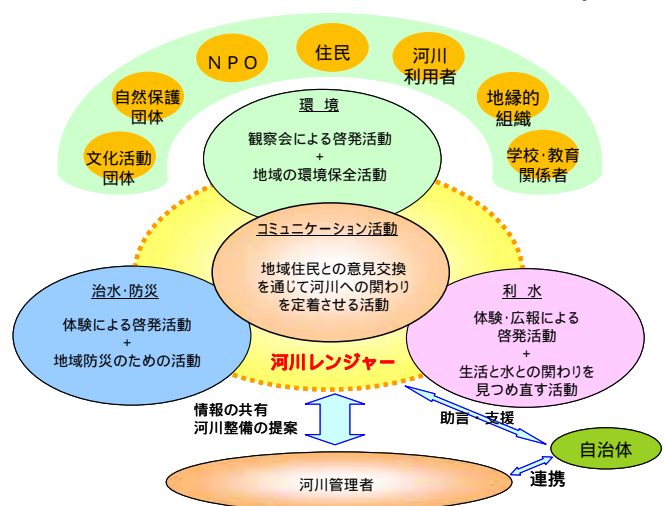 住民
ＮＰＯ
河川
利用者
自然保護
団体
地縁的
組織
文化活動
団体
学校・教育
関係者
環 境
観察会による啓発活動
+
地域の環境保全活動
コミュニケーション活動
地域住民との意見交換
を通じて河川への関わり
を定着させる活動
治水・防災
体験による啓発活動
+
地域防災のための活動
利 水
体験・広報による
啓発活動
+
生活と水との関わりを
見つめ直す活動
河川レンジャー
情報の共有
河川整備の提案
助言・支援
自治体
連携
河川管理者